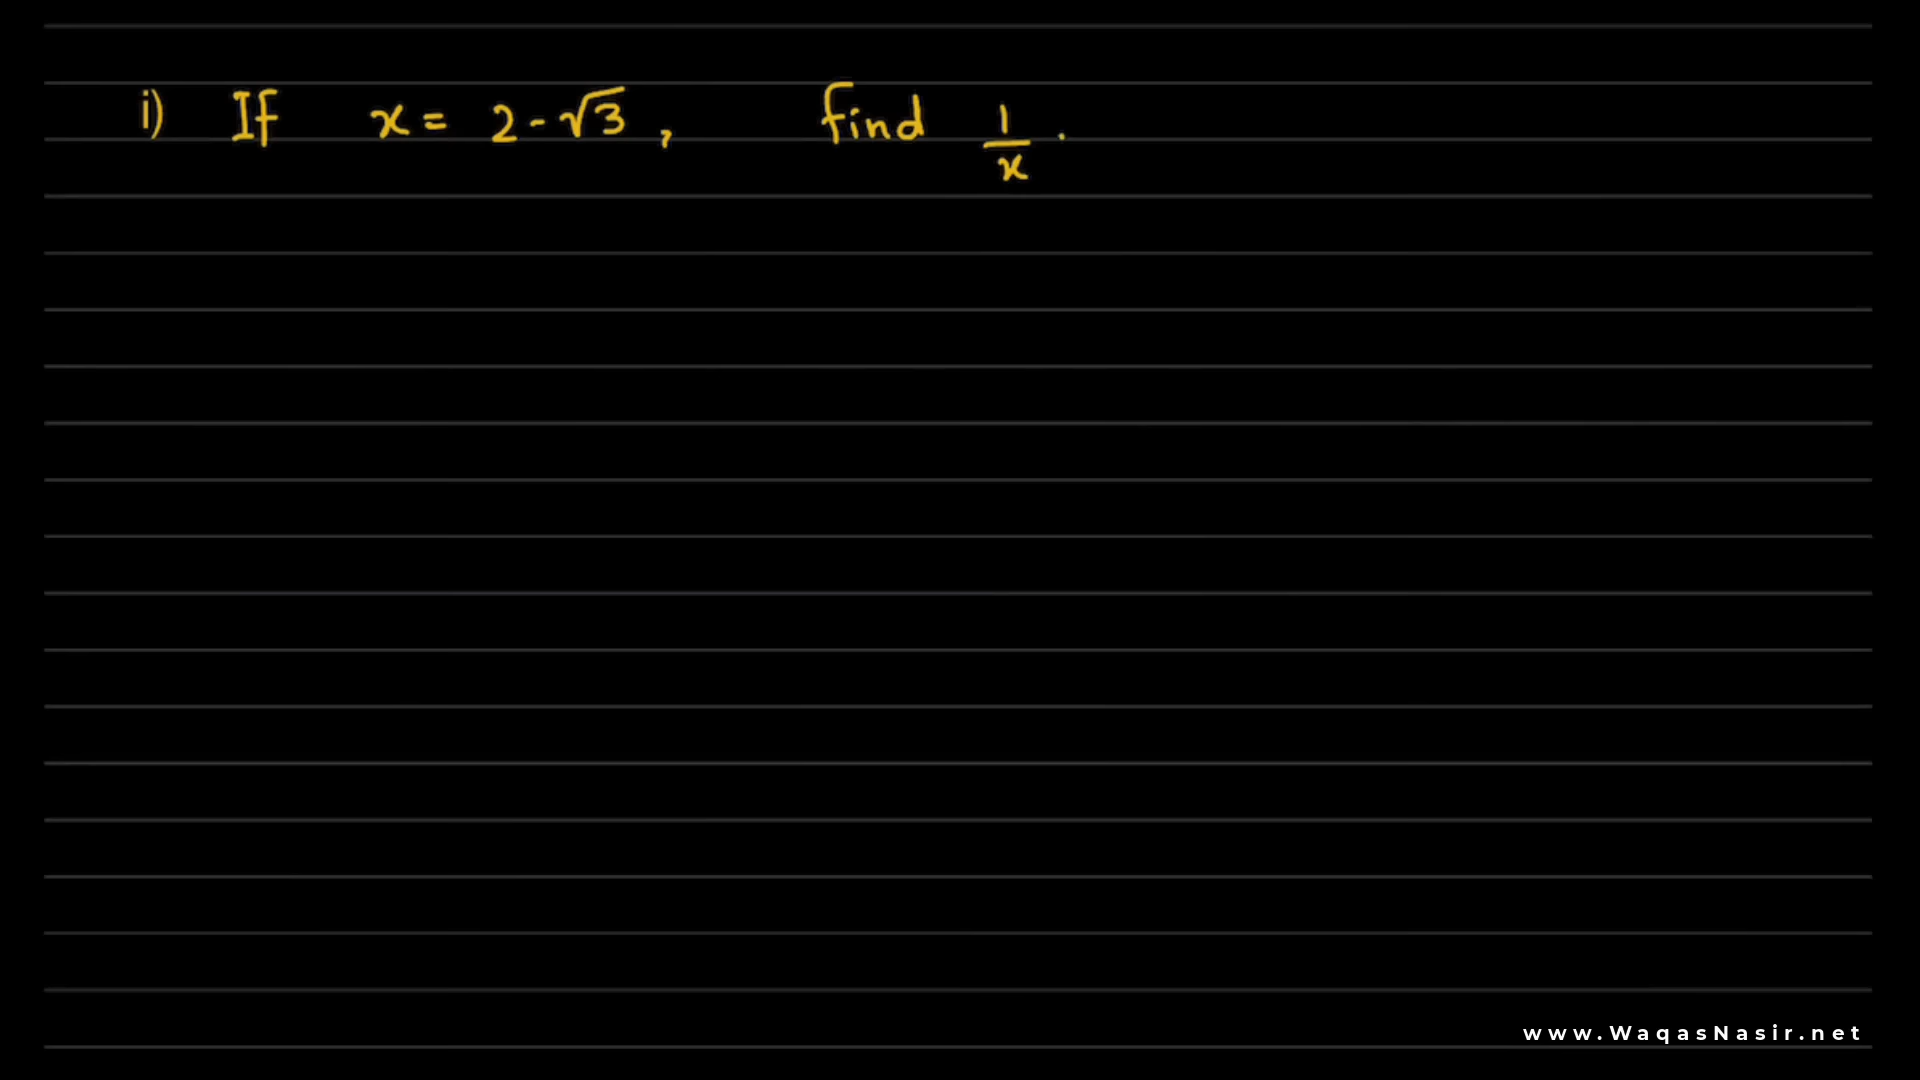 i) If x = 2 - √3 , find 1/x .
www.WaqasNasir.net